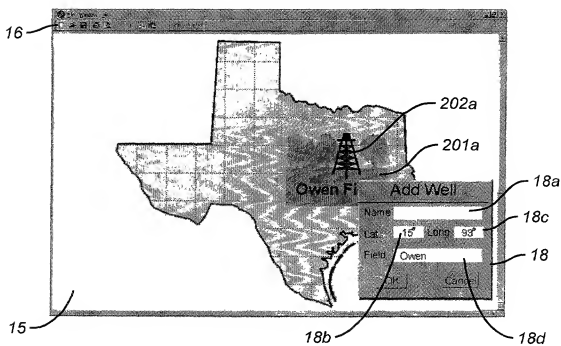 16
202a
201a
Owen Fi
Add Well
18a
Name
Lat. 15° Long 93°
18c
Field Owen
18
OK Cancel
15
18b
18d